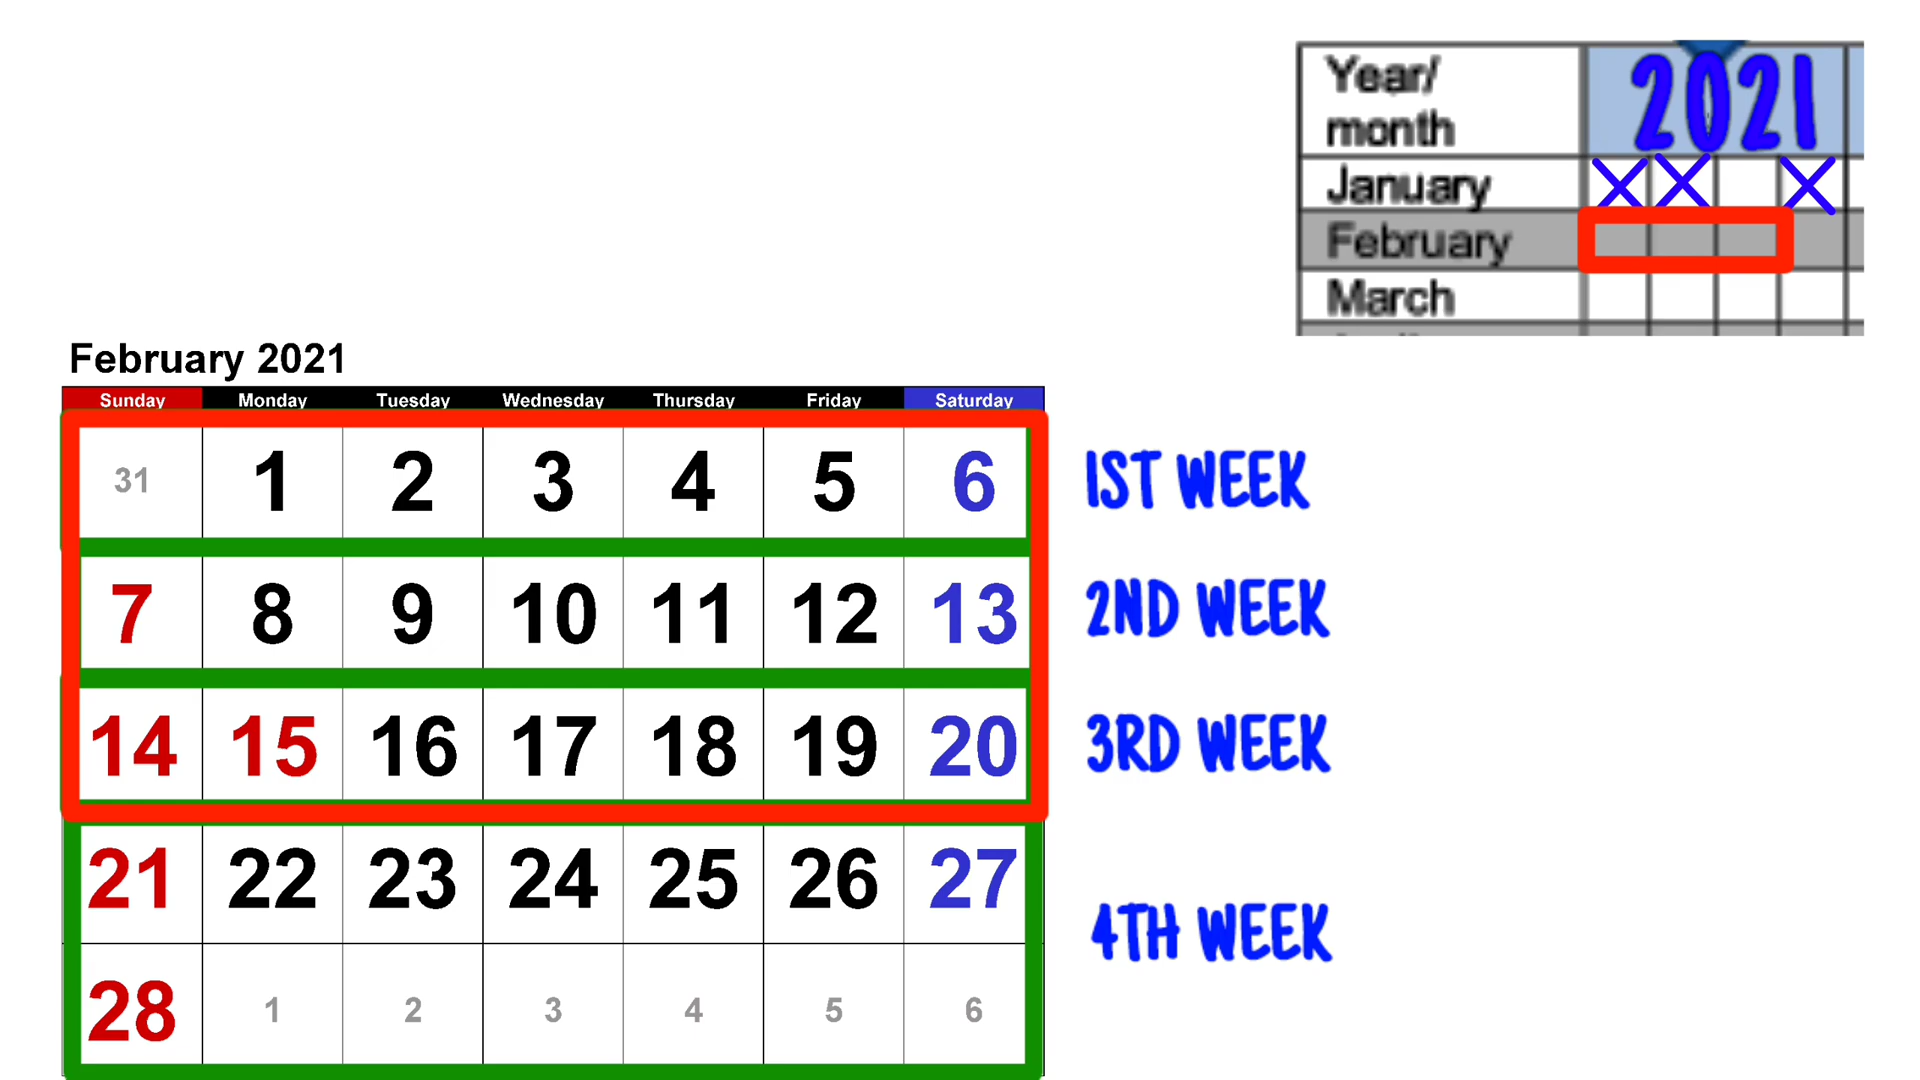 Year/
month
2021
January
February
March
February 2021
Sunday Monday Tuesday Wednesday Thursday Friday Saturday
31 1 2 3 4 5 6
1ST WEEK
7 8 9 10 11 12 13
2ND WEEK
14 15 16 17 18 19 20
3RD WEEK
21 22 23 24 25 26 27
4TH WEEK
28 1 2 3 4 5 6